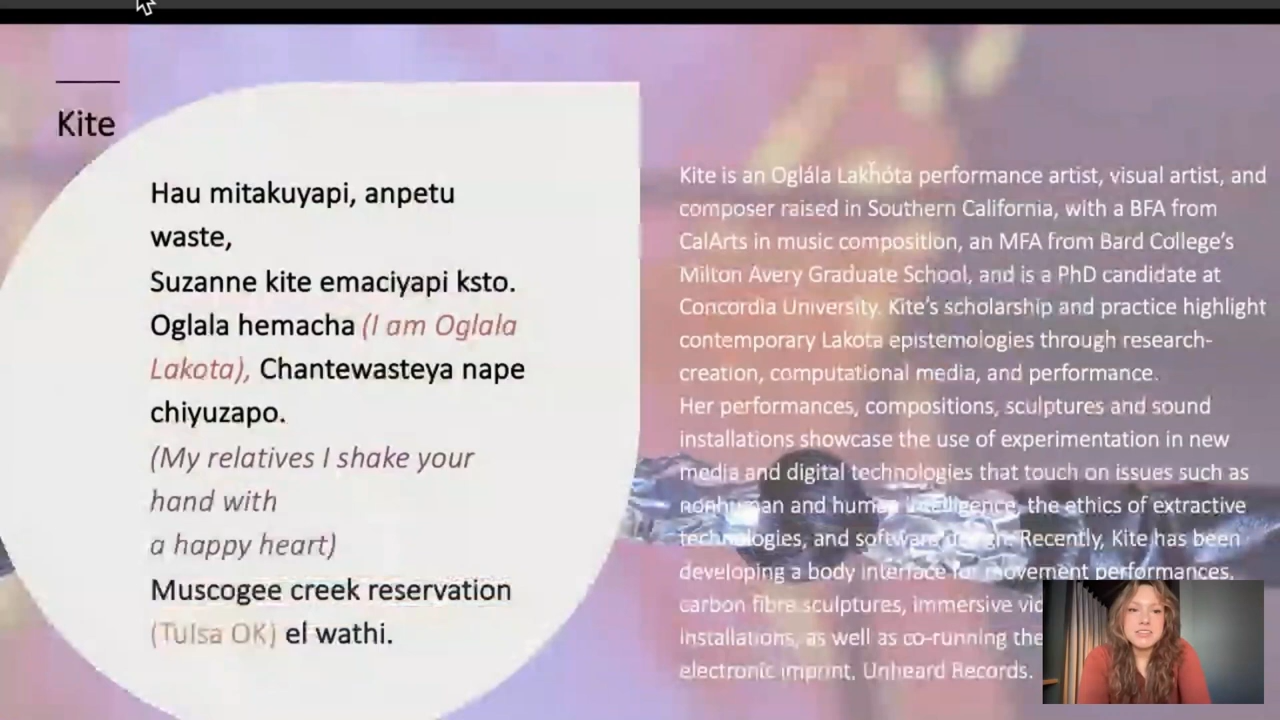 Kite
Hau mitakuyapi, anpetu
waste,
Suzanne kite emaciyapi ksto.
Oglala hemacha (I am Oglala
Lakota), Chantewasteya nape
chiyuzapo.
(My relatives I shake your
hand with
a happy heart)
Muscogee creek reservation
(Tulsa OK) el wathi.
Kite is an Oglála Lakȟóta performance artist, visual artist, and
composer raised in Southern California, with a BFA from
CalArts in music composition, an MFA from Bard College's
Milton Avery Graduate School, and is a PhD candidate at
Concordia University. Kite's scholarship and practice highlight
contemporary Lakota epistemologies through research-
creation, computational media, and performance.
Her performances, compositions, sculptures and sound
installations showcase the use of experimentation in new
media and digital technologies that touch on issues such as
nonhuman and human intelligence, the ethics of extractive
technologies, and software design. Recently, Kite has been
developing a body interface for movement performances,
carbon fibre sculptures, immersive
installations, as well as co-running the
electronic imprint, Unheard Records.